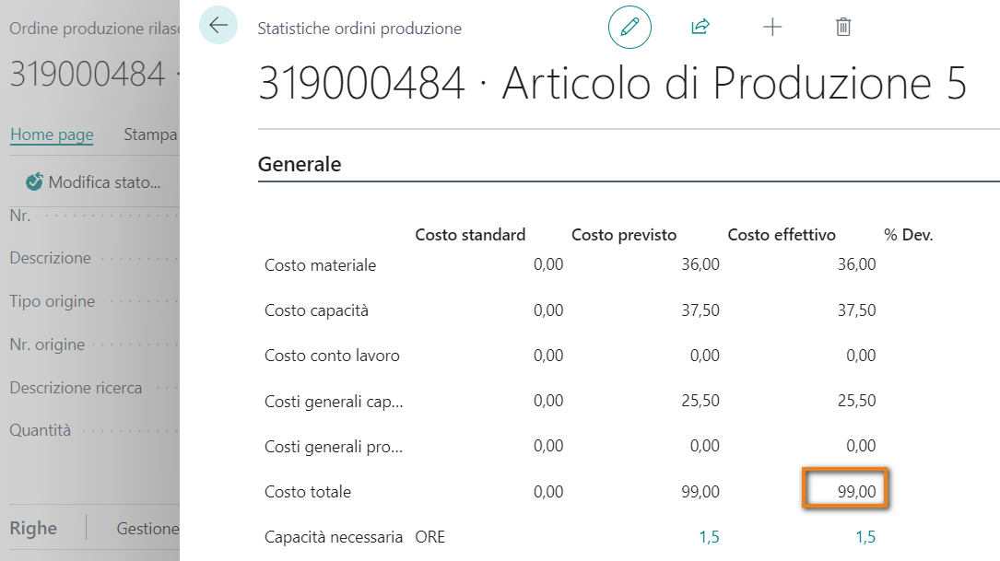 Ordine produzione rilasc
319000484 ·
Home page Stampa
Modifica stato...
Nr.
Descrizione
Tipo origine
Nr. origine
Descrizione ricerca
Quantità
Righe Gestione
Statistiche ordini produzione
319000484 · Articolo di Produzione 5
Generale
Costo standard Costo previsto Costo effettivo % Dev.
Costo materiale 0,00 36,00 36,00
Costo capacità 0,00 37,50 37,50
Costo conto lavoro 0,00 0,00 0,00
Costi generali cap... 0,00 25,50 25,50
Costi generali pro... 0,00 0,00 0,00
Costo totale 0,00 99,00 99,00
Capacità necessaria ORE 1,5 1,5